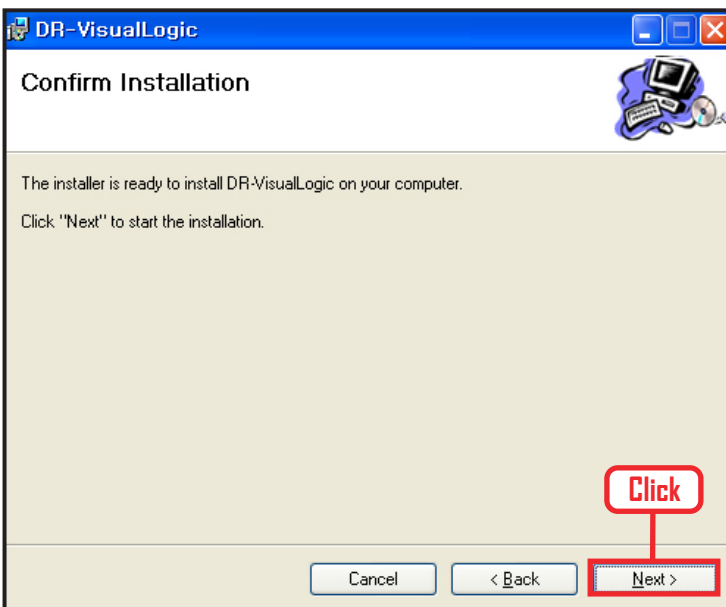 DR-VisualLogic
Confirm Installation
The installer is ready to install DR-VisualLogic on your computer.
Click "Next" to start the installation.
Click
Cancel
< Back
Next >